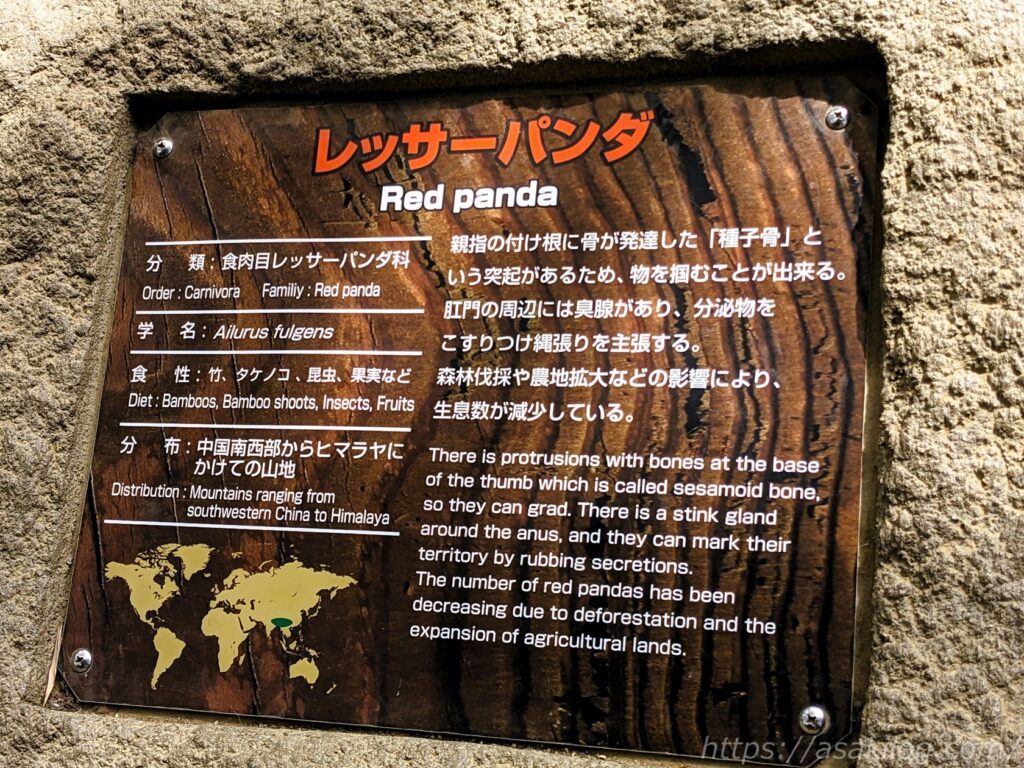 レッサーパンダ
Red panda
分 類：食肉目レッサーパンダ科
Order : Carnivora Familiy : Red panda
学 名：Ailurus fulgens
食 性：竹、タケノコ、昆虫、果実など
Diet : Bamboos, Bamboo shoots, Insects, Fruits
分 布：中国南西部からヒマラヤに
かけての山地
Distribution : Mountains ranging from
southwestern China to Himalaya
親指の付け根に骨が発達した「種子骨」と
いう突起があるため、物を掴むことが出来る。
肛門の周辺には臭腺があり、分泌物を
こすりつけ縄張りを主張する。
森林伐採や農地拡大などの影響により、
生息数が減少している。
There is protrusions with bones at the base
of the thumb which is called sesamoid bone,
so they can grad. There is a stink gland
around the anus, and they can mark their
territory by rubbing secretions.
The number of red pandas has been
decreasing due to deforestation and the
expansion of agricultural lands.